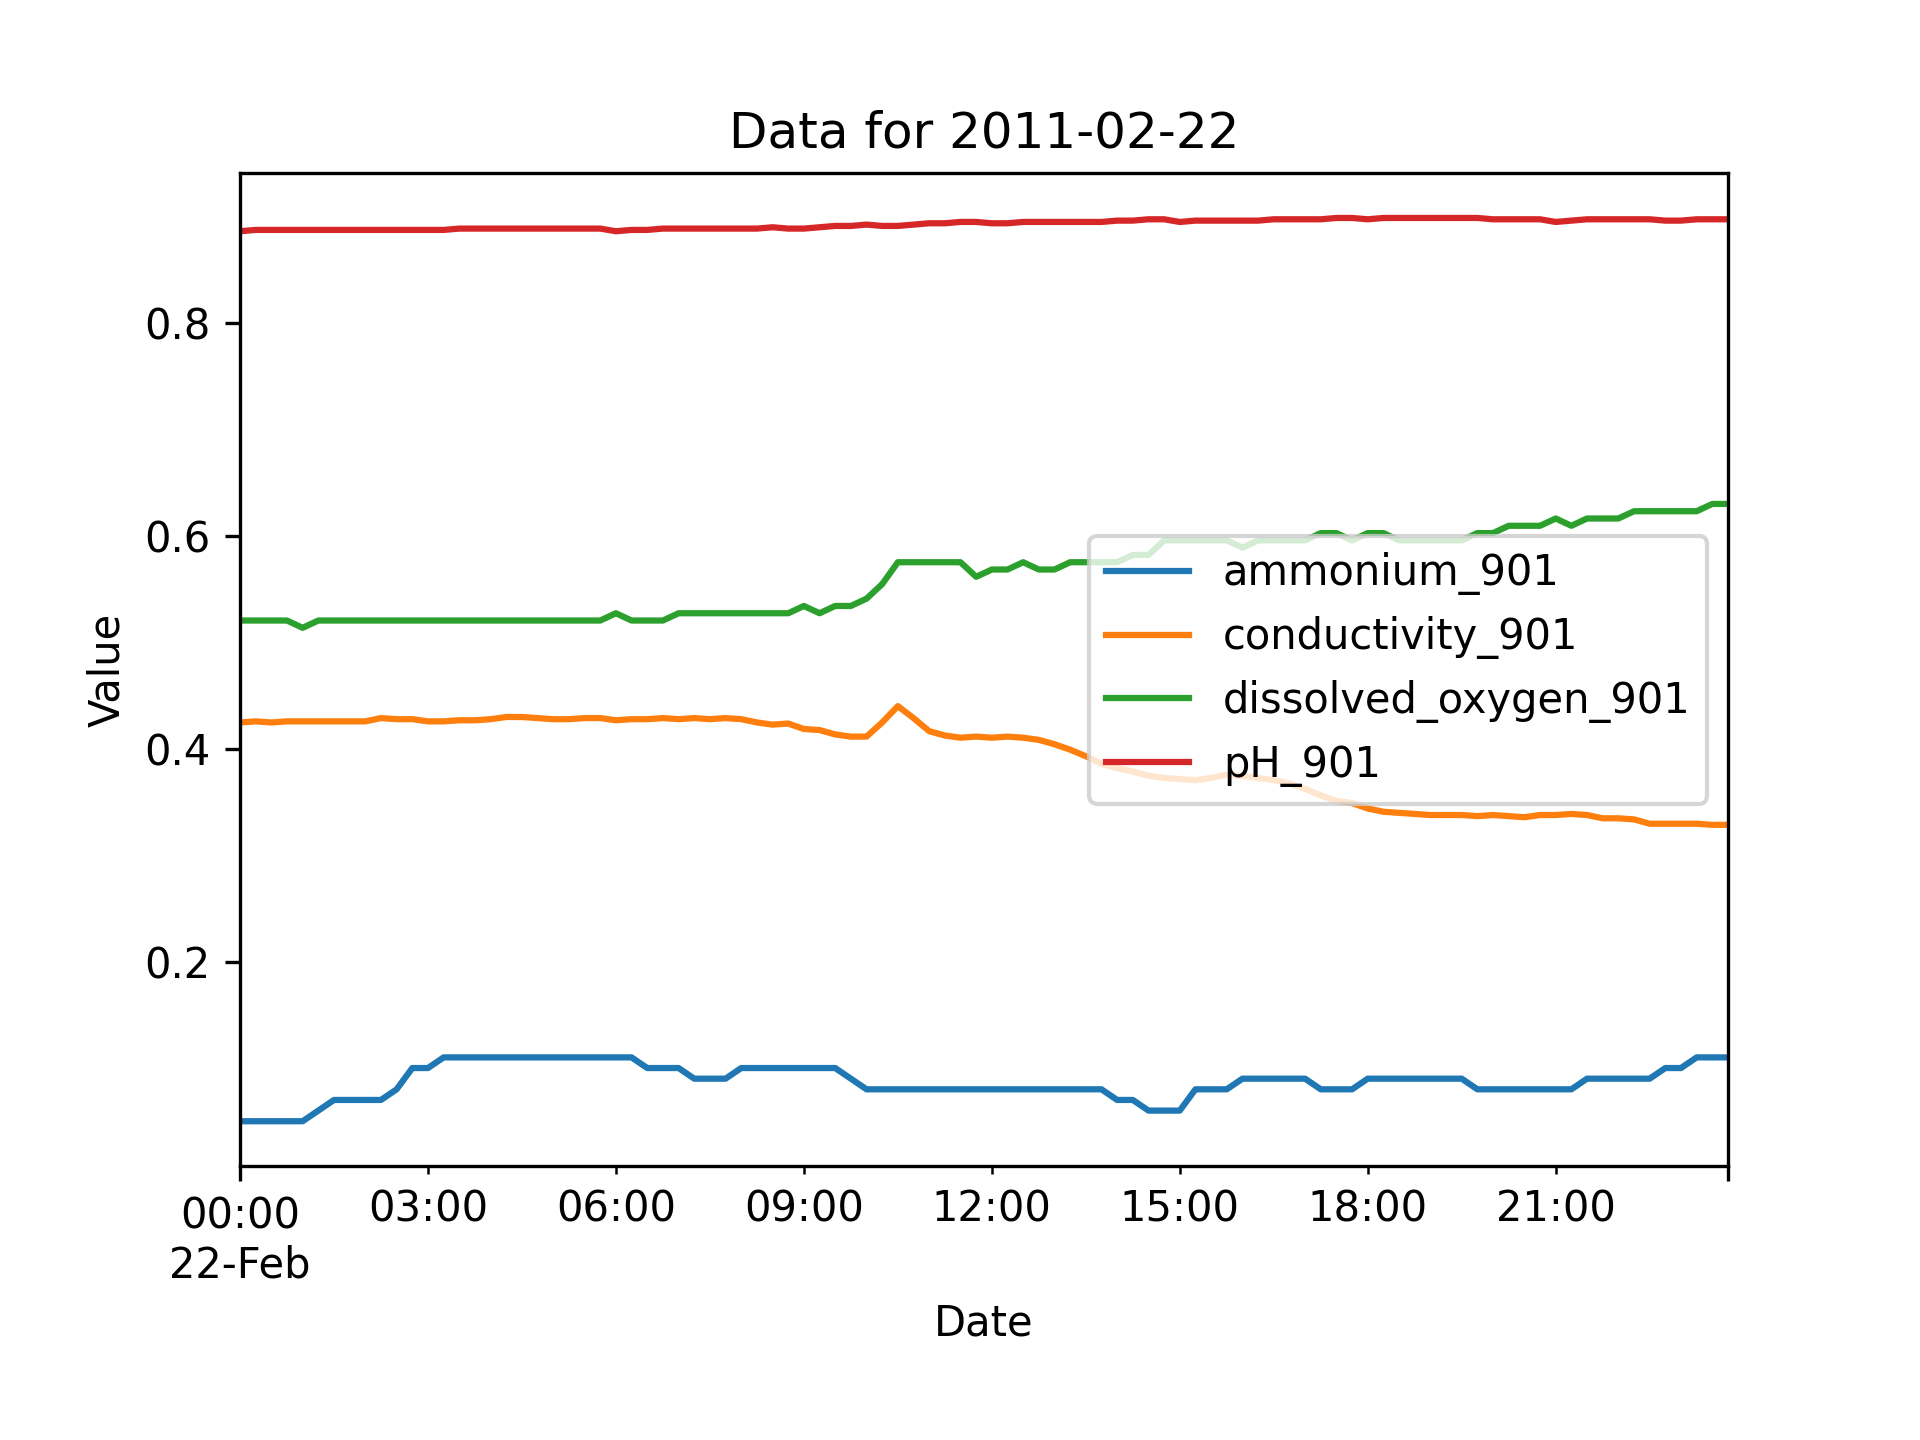 Data for 2011-02-22
Value
0.8
0.6
0.4
0.2
ammonium_901
conductivity_901
dissolved_oxygen_901
pH_901
00:00 03:00 06:00 09:00 12:00 15:00 18:00 21:00
22-Feb
Date